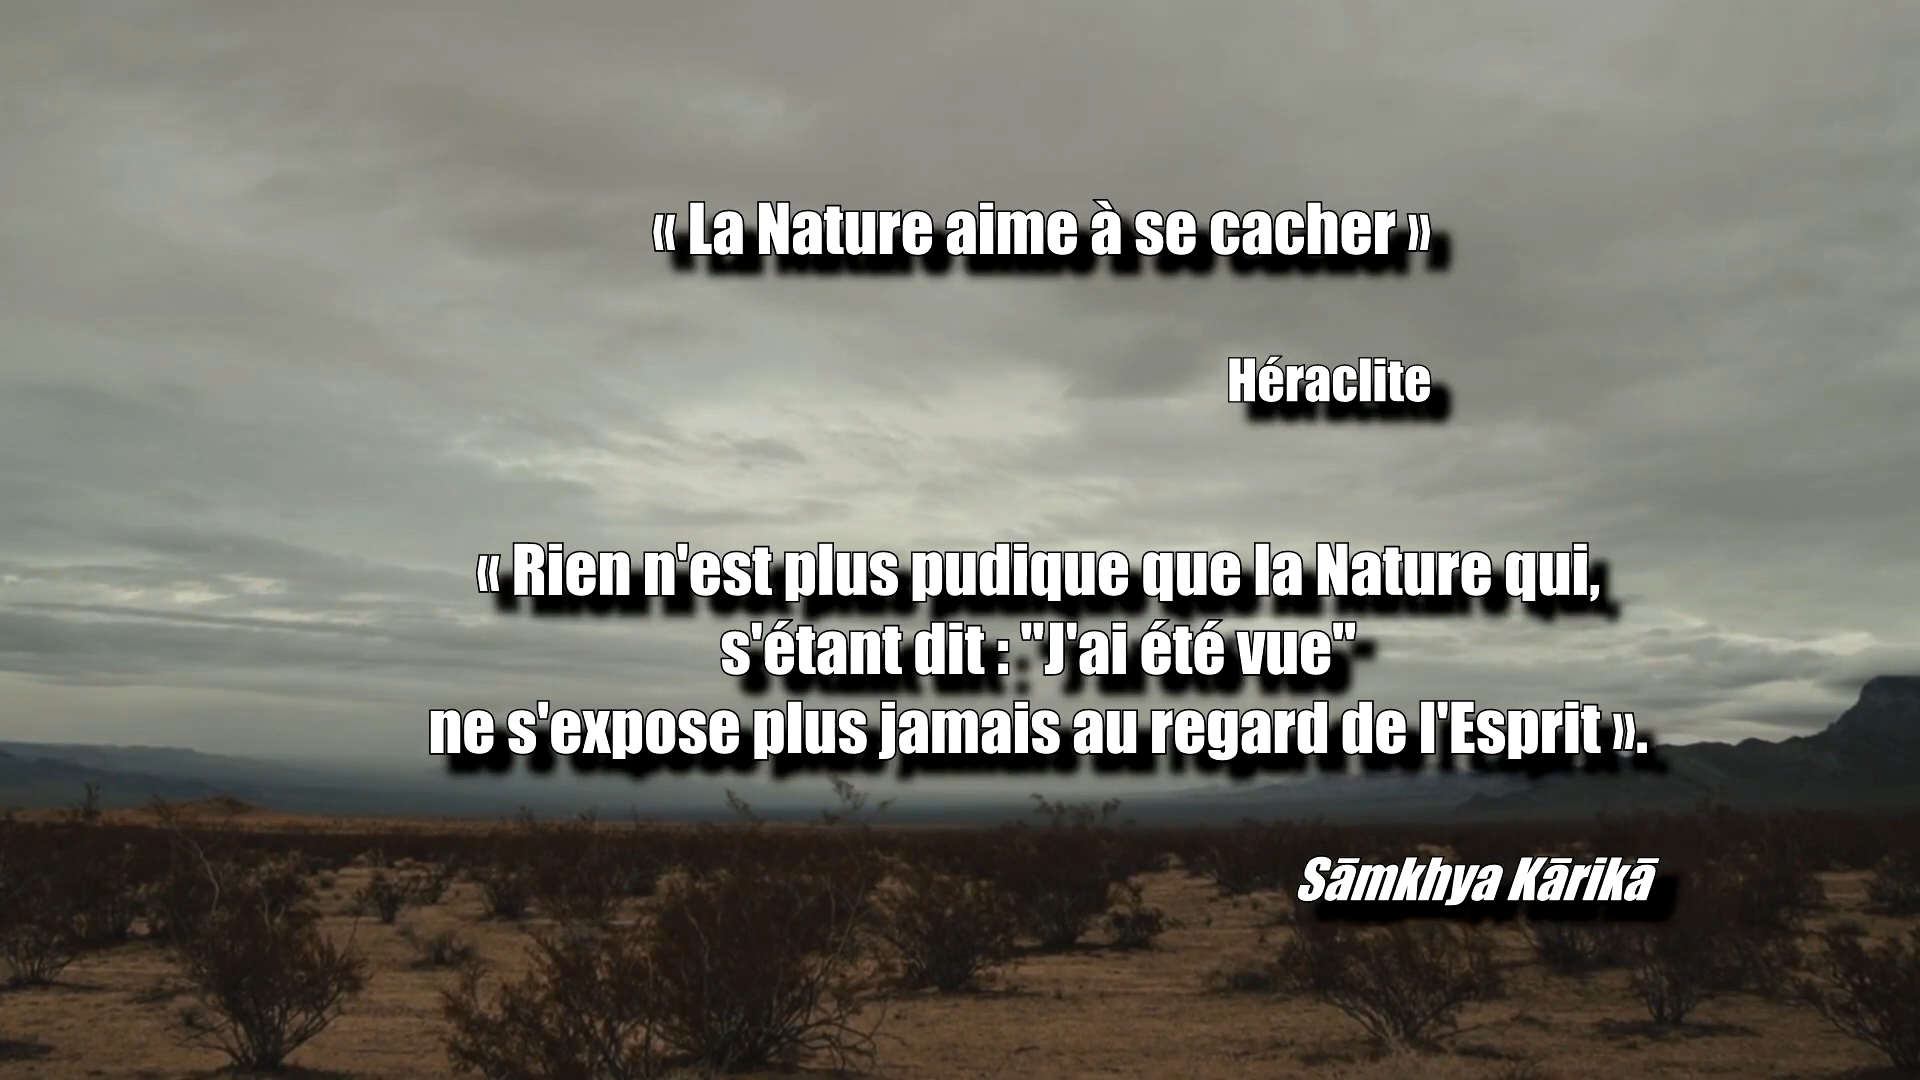 « La Nature aime à se cacher »
Héraclite
« Rien n'est plus pudique que la Nature qui,
s'étant dit : "J'ai été vue"
ne s'expose plus jamais au regard de l'Esprit ».
Sāmkhya Kārikā